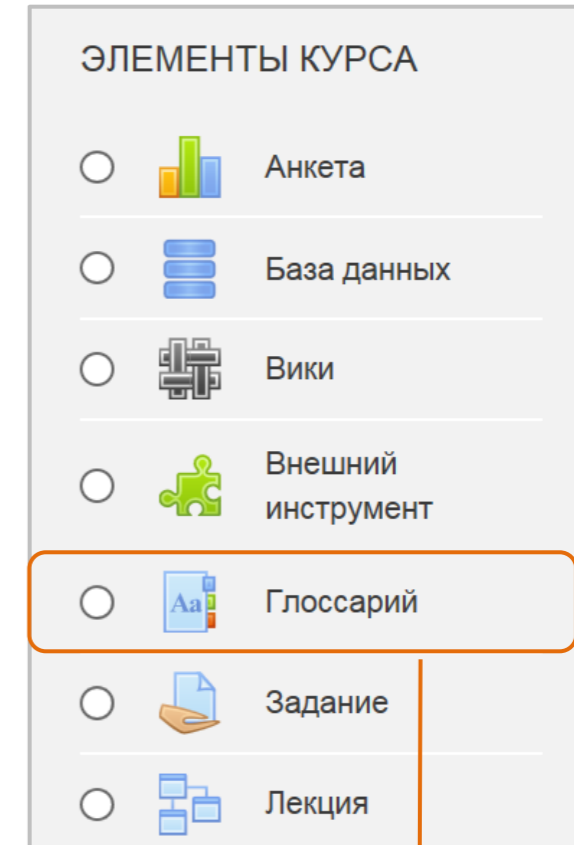 ЭЛЕМЕНТЫ КУРСА
Анкета
База данных
Вики
Внешний
инструмент
Aa
Глоссарий
Задание
Лекция